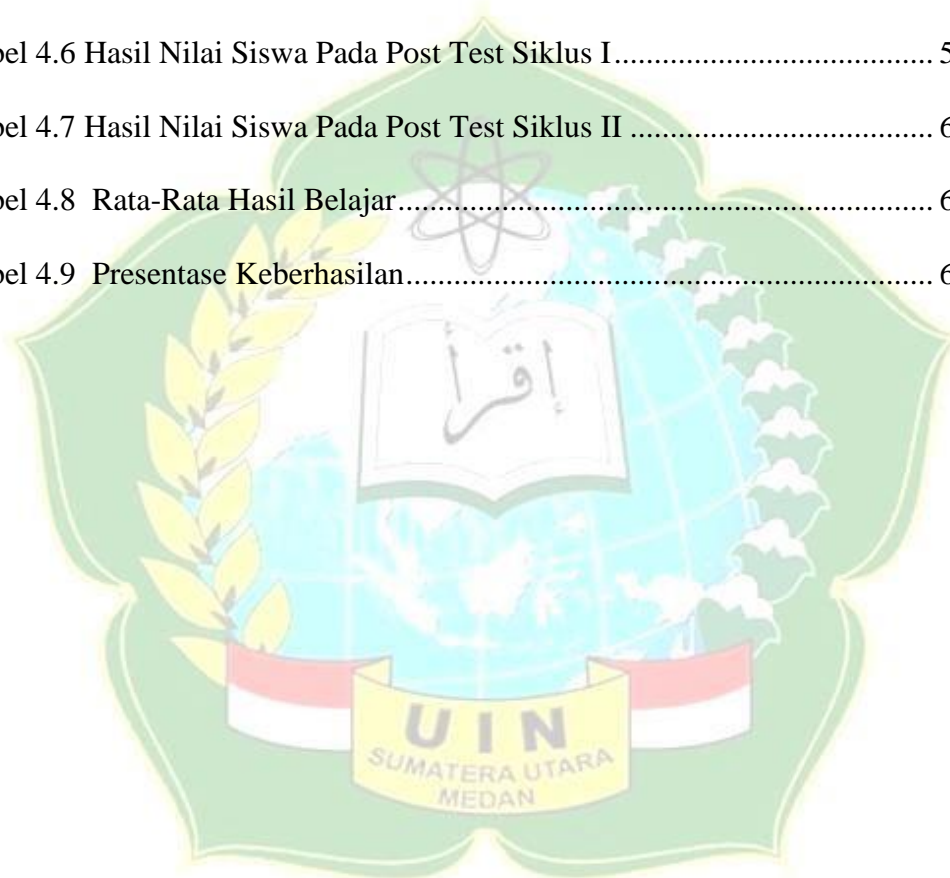 bel 4.6 Hasil Nilai Siswa Pada Post Test Siklus I....................................... 5
bel 4.7 Hasil Nilai Siswa Pada Post Test Siklus II ..................................... 6
bel 4.8 Rata-Rata Hasil Belajar.................................................................. 6
bel 4.9 Presentase Keberhasilan................................................................. 6
إقرأ
UIN
SUMATERA UTARA
MEDAN